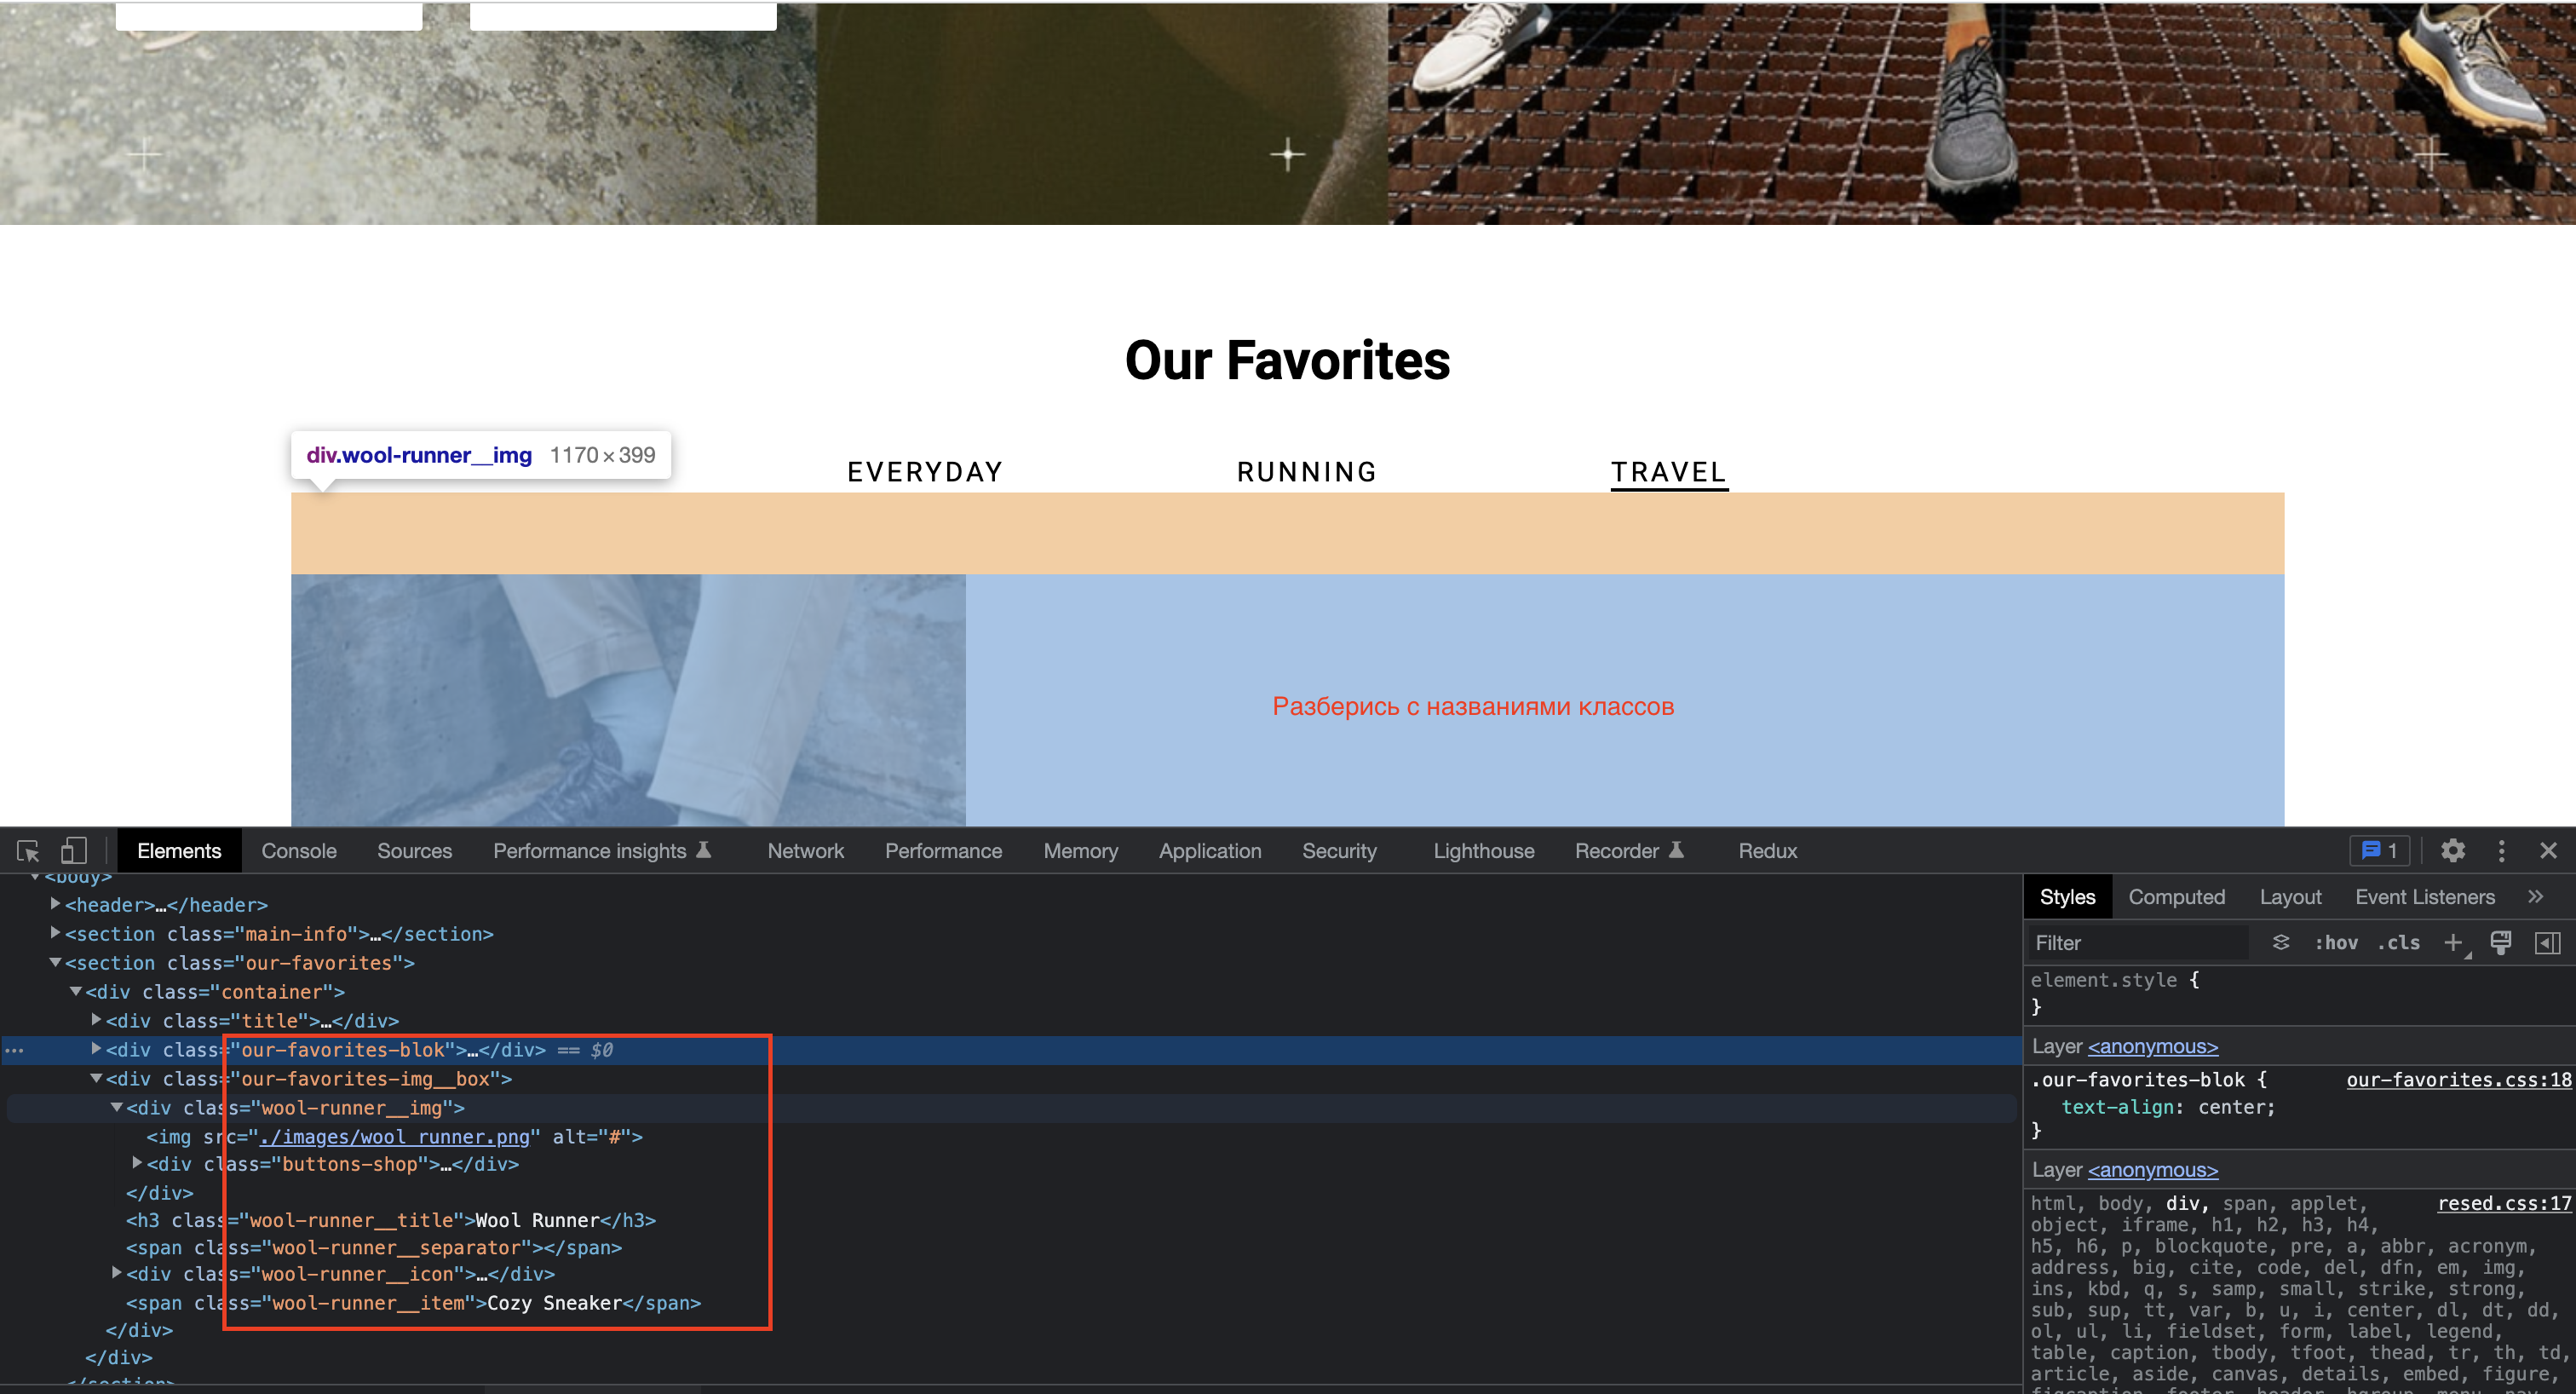 Our Favorites
div.wool-runner__img 1170×399
EVERYDAY RUNNING TRAVEL
Разберись с названиями классов
Elements Console Sources Performance insights Network Performance Memory Application Security Lighthouse Recorder Redux 1
<body>
<header>…</header>
<section class="main-info">…</section>
<section class="our-favorites">
<div class="container">
<div class="title">…</div>
<div class="our-favorites-blok">…</div> == $0
<div class="our-favorites-img__box">
<div class="wool-runner__img">
<img src="./images/wool_runner.png" alt="#">
<div class="buttons-shop">…</div>
</div>
<h3 class="wool-runner__title">Wool Runner</h3>
<span class="wool-runner__separator"></span>
<div class="wool-runner__icon">…</div>
<span class="wool-runner__item">Cozy Sneaker</span>
</div>
</div>
</section>
Styles Computed Layout Event Listeners »
Filter :hov .cls +
element.style {
}
Layer <anonymous>
.our-favorites-blok { our-favorites.css:18
text-align: center;
}
Layer <anonymous>
html, body, div, span, applet, resed.css:17
object, iframe, h1, h2, h3, h4,
h5, h6, p, blockquote, pre, a, abbr, acronym,
address, big, cite, code, del, dfn, em, img,
ins, kbd, q, s, samp, small, strike, strong,
sub, sup, tt, var, b, u, i, center, dl, dt, dd,
ol, ul, li, fieldset, form, label, legend,
table, caption, tbody, tfoot, thead, tr, th, td,
article, aside, canvas, details, embed, figure,
figcaption, footer, header, hgroup, menu, nav,